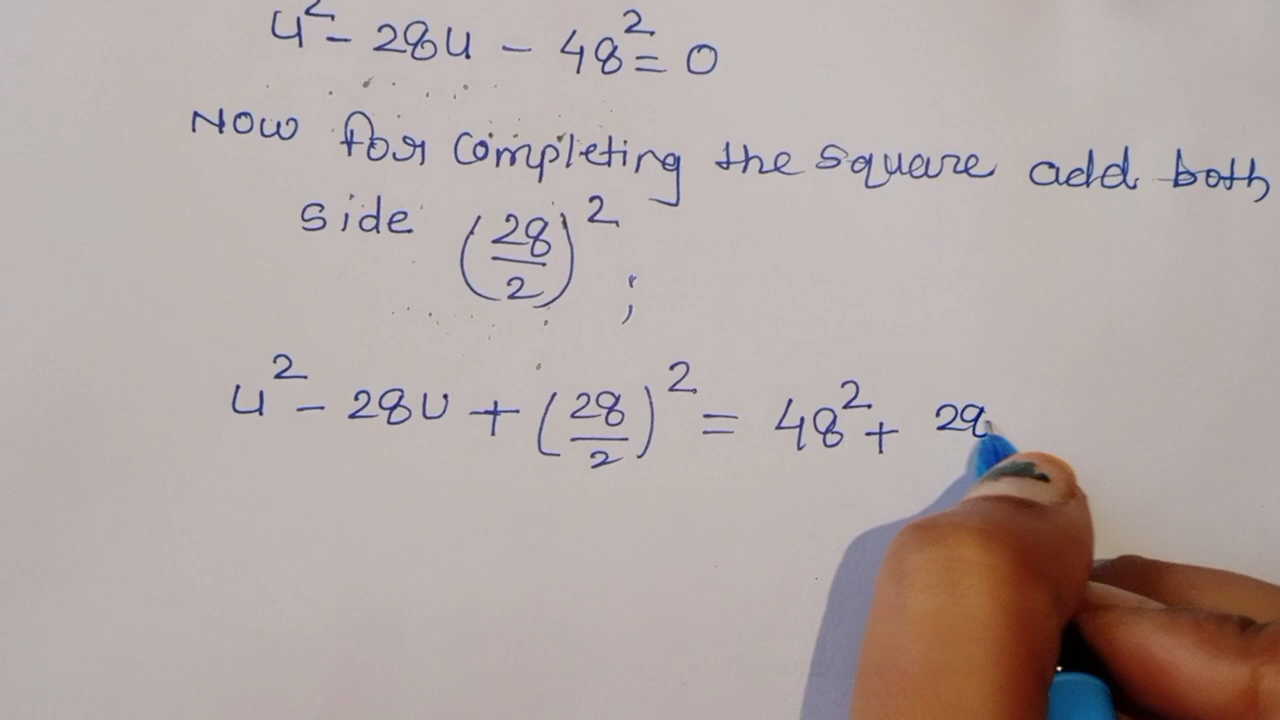 u² - 28u - 48² = 0
Now for completing the square add both
side (28/2)² ;
u² - 28u + (28/2)² = 48² + 28